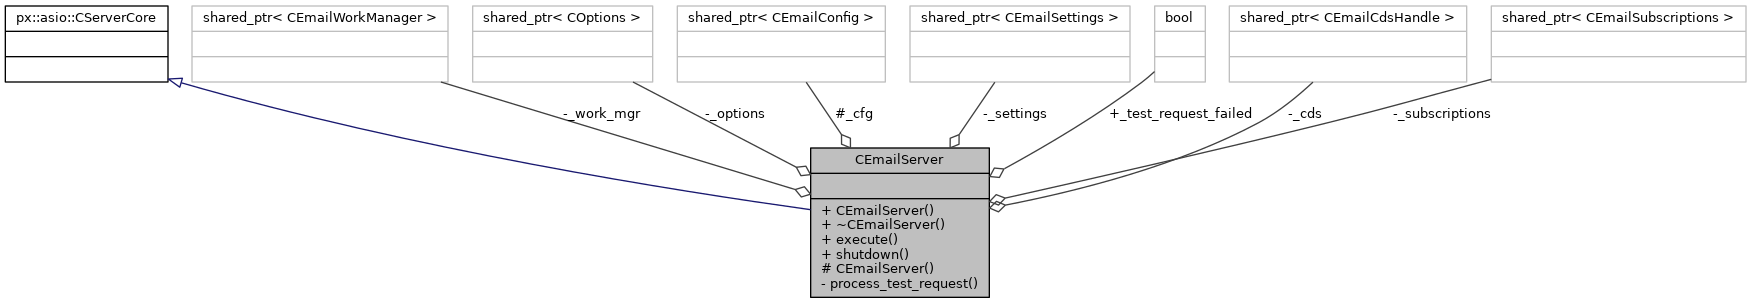 px::asio::CServerCore
shared_ptr< CEmailWorkManager >
shared_ptr< COptions >
shared_ptr< CEmailConfig >
shared_ptr< CEmailSettings >
bool
shared_ptr< CEmailCdsHandle >
shared_ptr< CEmailSubscriptions >
-_work_mgr
-_options
#_cfg
-_settings
+_test_request_failed
-_cds
-_subscriptions
CEmailServer
+ CEmailServer()
+ ~CEmailServer()
+ execute()
+ shutdown()
# CEmailServer()
- process_test_request()